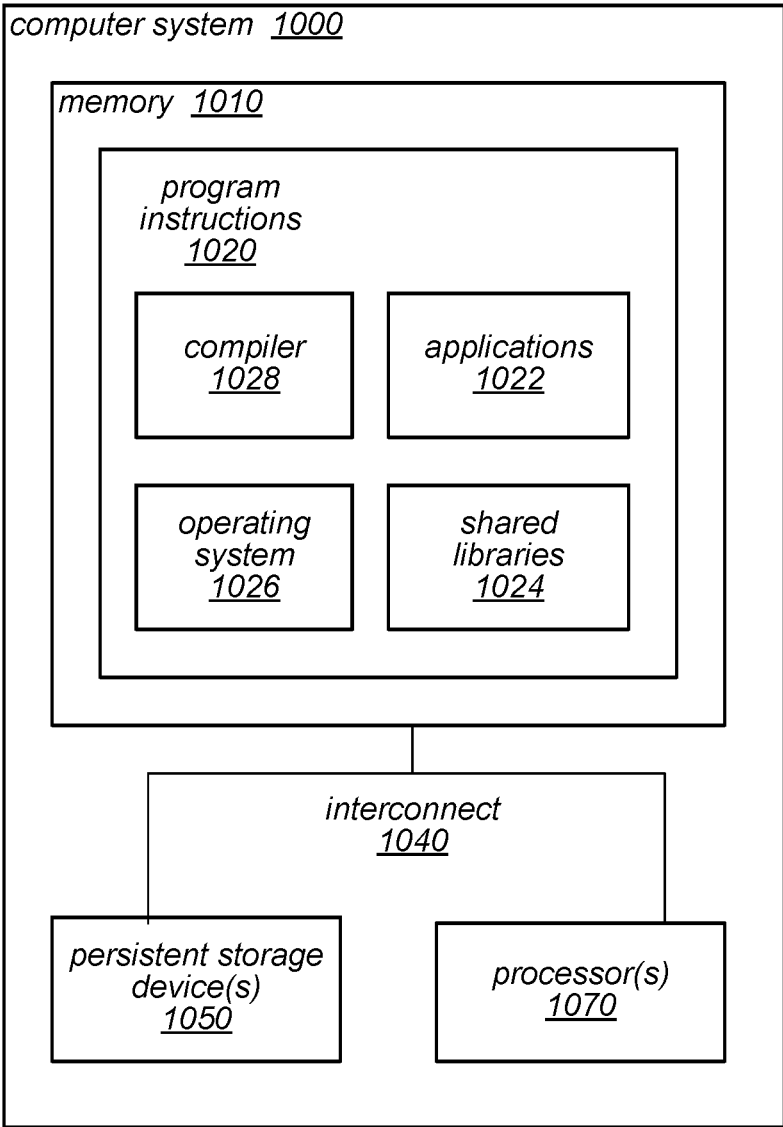 computer system 1000
memory 1010
program
instructions
1020
compiler
1028
applications
1022
operating
system
1026
shared
libraries
1024
interconnect
1040
persistent storage
device(s)
1050
processor(s)
1070